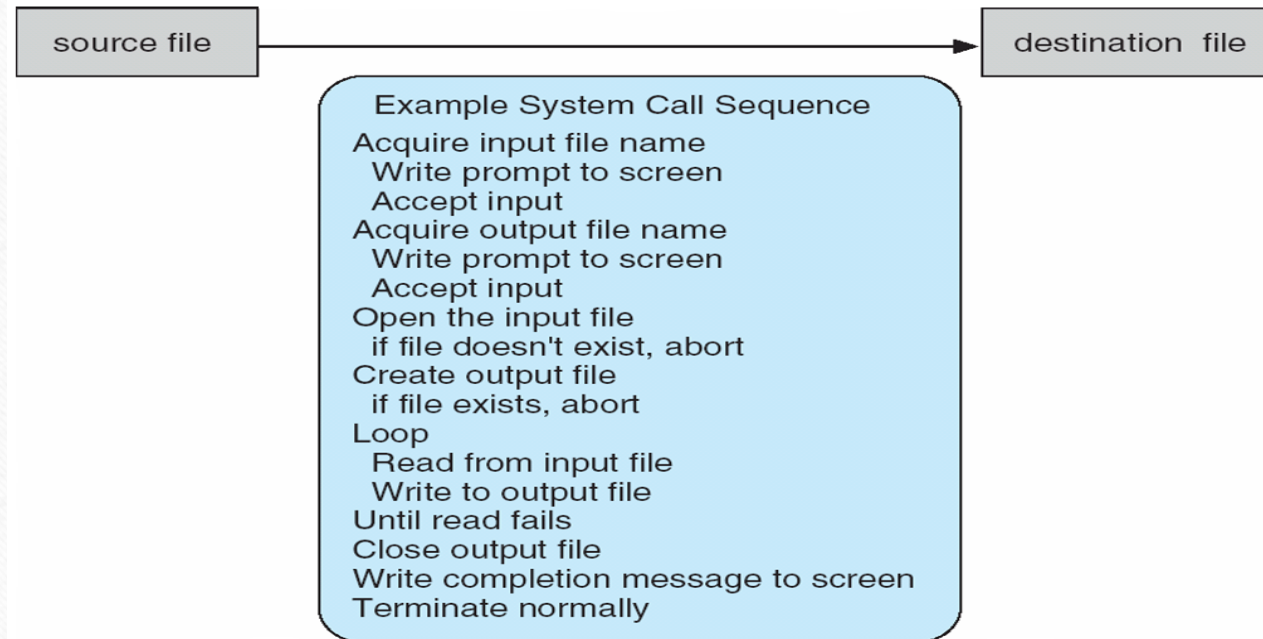 source file
destination file
Example System Call Sequence
Acquire input file name
Write prompt to screen
Accept input
Acquire output file name
Write prompt to screen
Accept input
Open the input file
if file doesn't exist, abort
Create output file
if file exists, abort
Loop
Read from input file
Write to output file
Until read fails
Close output file
Write completion message to screen
Terminate normally